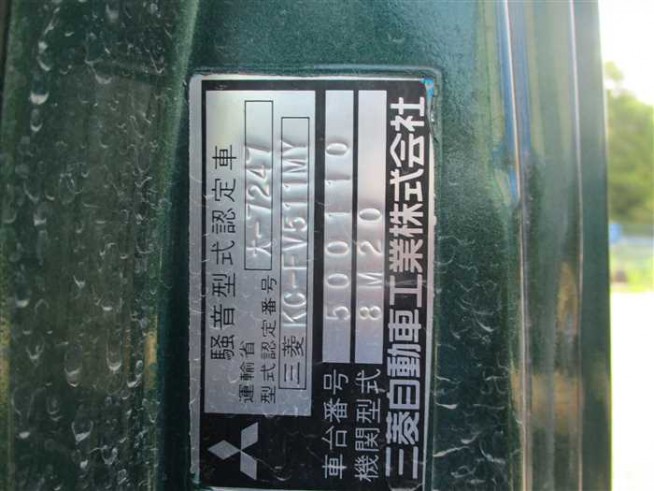 騒音型式認定車
運輸省
型式認定番号 大-7247
三菱 KC-FV511MY
車台番号 500110
機関型式 8M20
三菱自動車工業株式会社